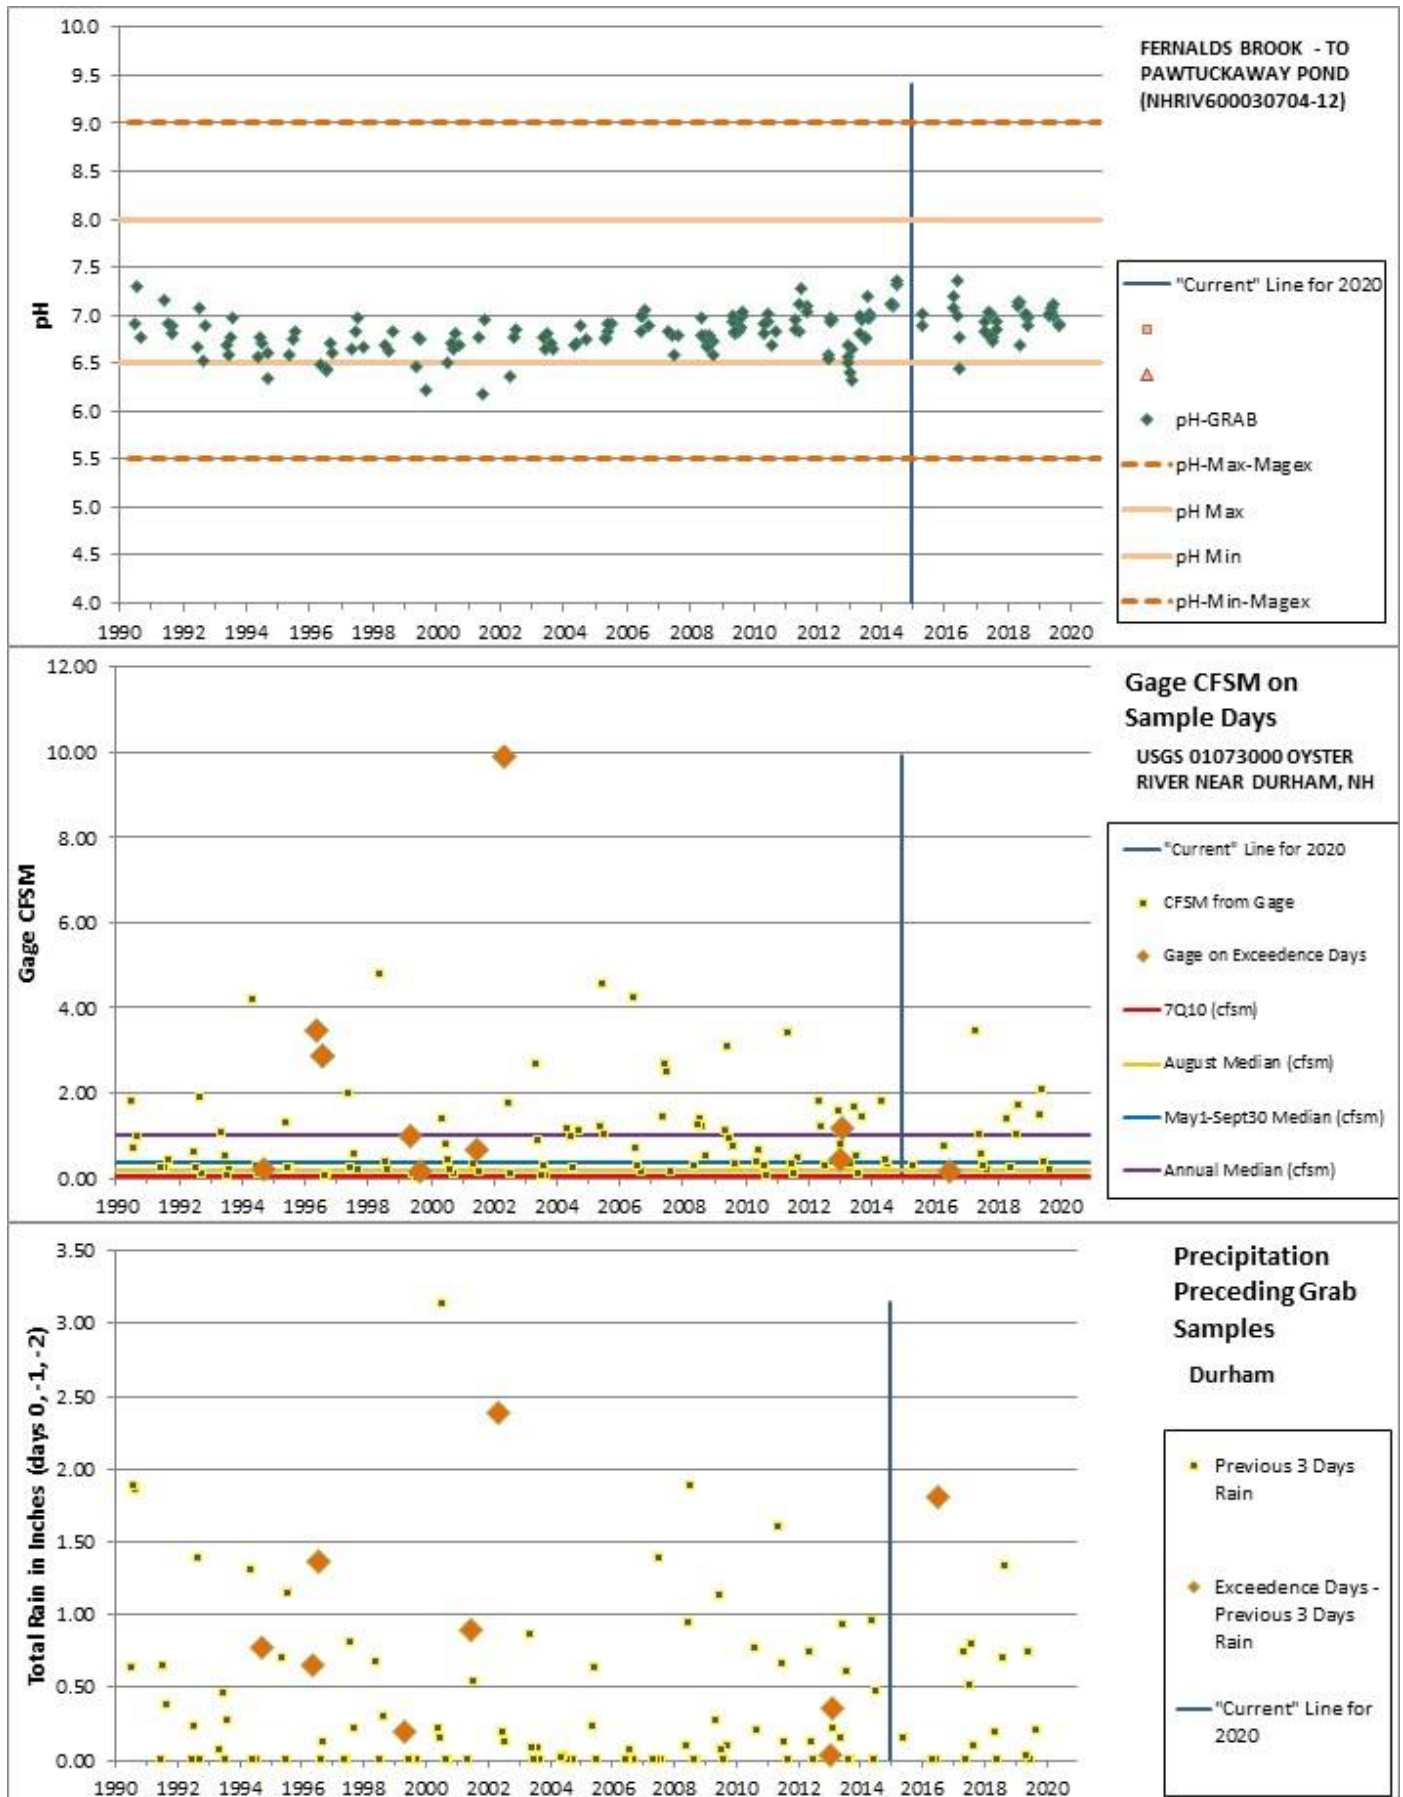 10.0
9.5
9.0
8.5
8.0
7.5
7.0
6.5
6.0
5.5
5.0
4.5
4.0
pH
1990 1992 1994 1996 1998 2000 2002 2004 2006 2008 2010 2012 2014 2016 2018 2020
FERNALDS BROOK - TO
PAWTUCKAWAY POND
(NHRIV600030704-12)
"Current" Line for 2020
pH-GRAB
pH-Max-Magex
pH Max
pH Min
pH-Min-Magex
12.00
10.00
8.00
6.00
4.00
2.00
0.00
Gage CFSM
1990 1992 1994 1996 1998 2000 2002 2004 2006 2008 2010 2012 2014 2016 2018 2020
Gage CFSM on
Sample Days
USGS 01073000 OYSTER
RIVER NEAR DURHAM, NH
"Current" Line for 2020
CFSM from Gage
Gage on Exceedence Days
7Q10 (cfsm)
August Median (cfsm)
May1-Sept30 Median (cfsm)
Annual Median (cfsm)
3.50
3.00
2.50
2.00
1.50
1.00
0.50
0.00
Total Rain in Inches (days 0, -1, -2)
1990 1992 1994 1996 1998 2000 2002 2004 2006 2008 2010 2012 2014 2016 2018 2020
Precipitation
Preceding Grab
Samples
Durham
Previous 3 Days
Rain
Exceedence Days -
Previous 3 Days
Rain
"Current" Line for
2020